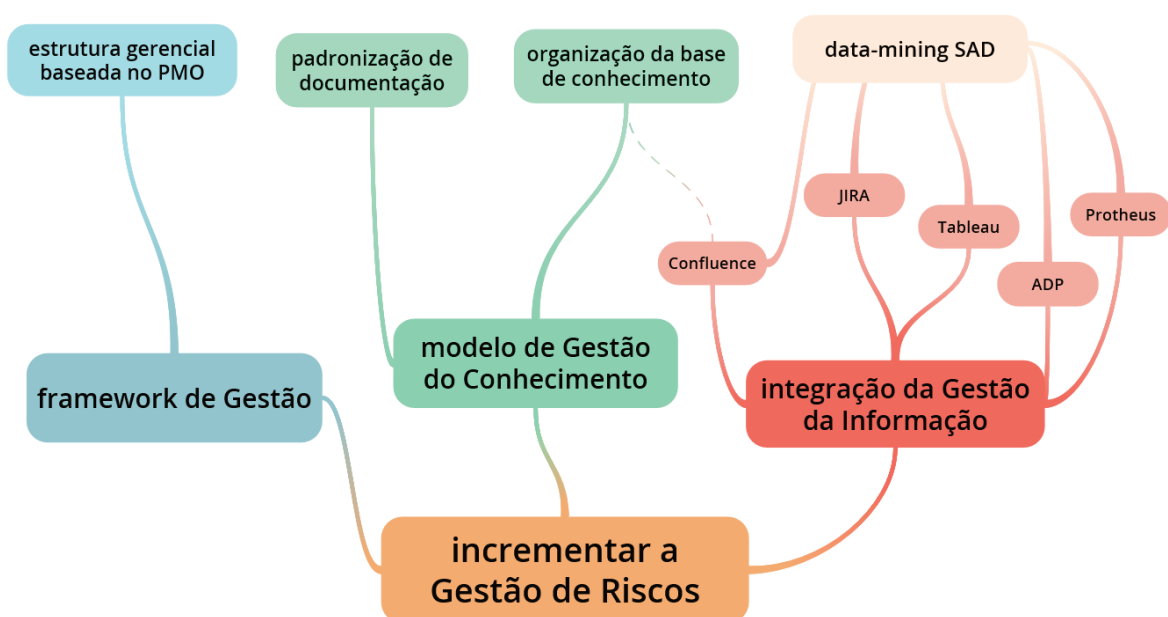 estrutura gerencial
baseada no PMO
padronização de
documentação
organização da base
de conhecimento
data-mining SAD
JIRA
Tableau
Protheus
Confluence
ADP
framework de Gestão
modelo de Gestão
do Conhecimento
integração da Gestão
da Informação
incrementar a
Gestão de Riscos